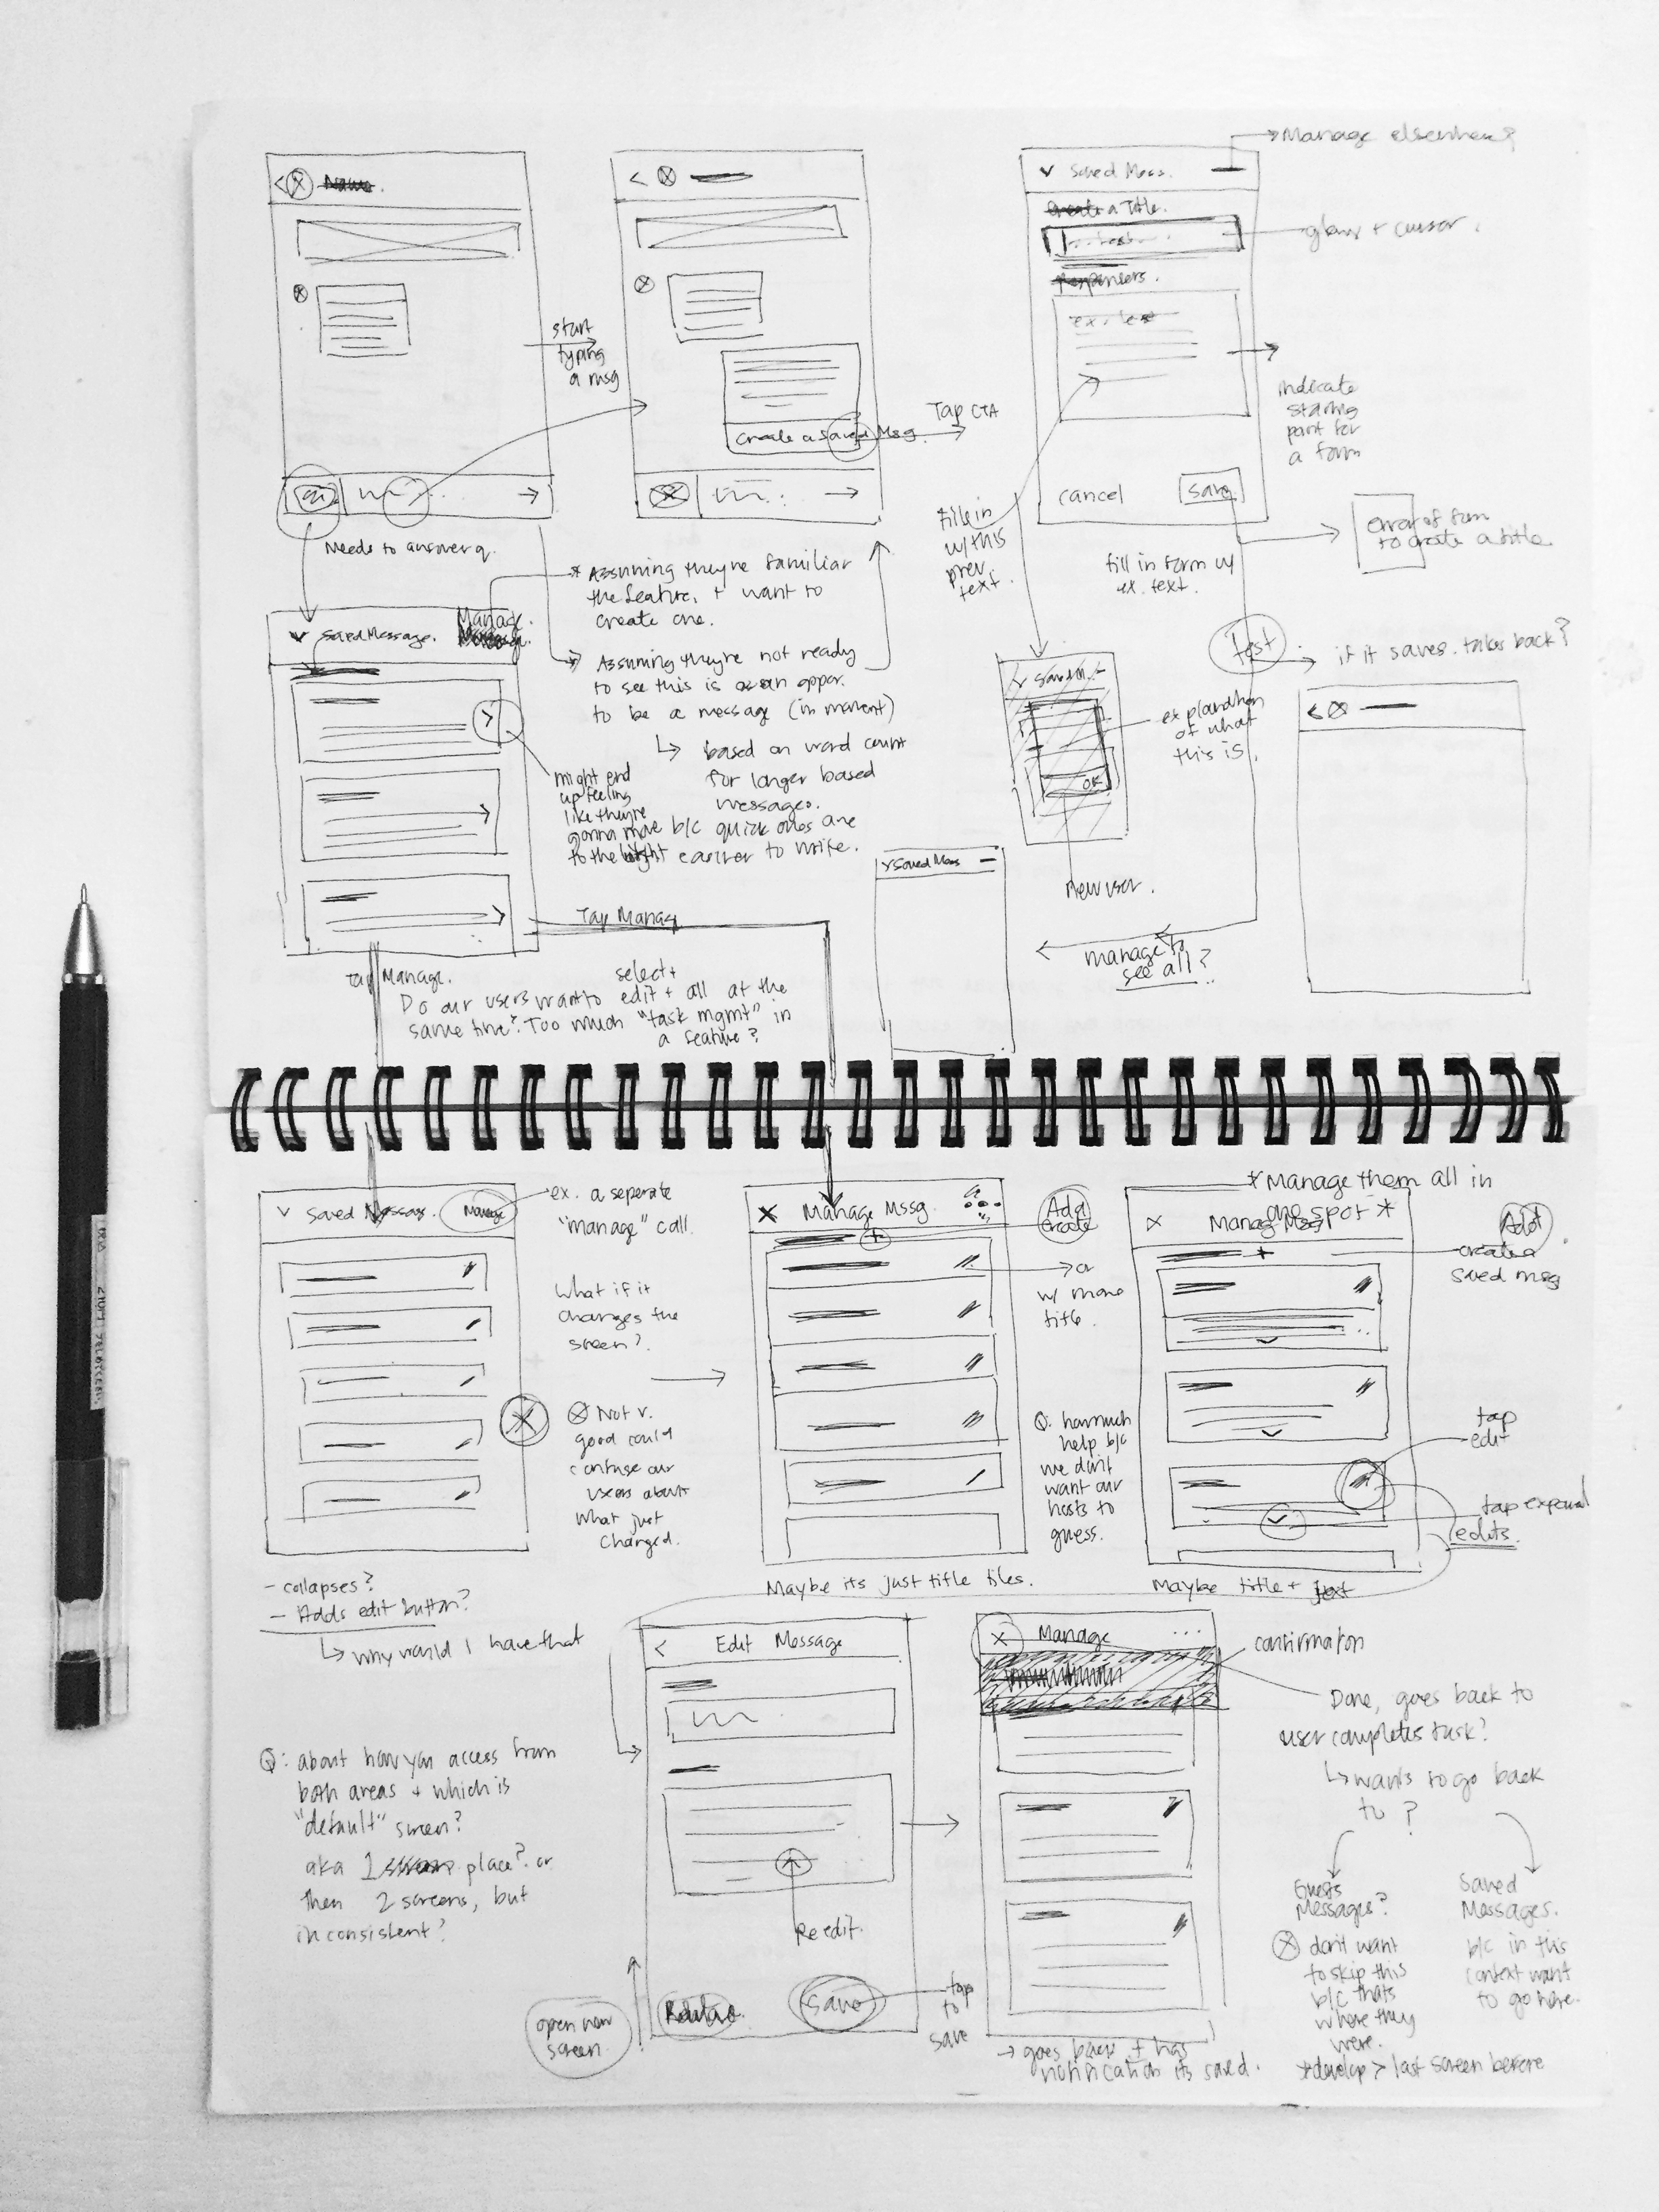 Name.
start
typing
a msg
Needs to answer q.
Create a Saved Msg.
Tap CTA
Saved Mess.
Manage elsewhere?
Create a Title.
glow + cursor.
ex. text
cancel
Save
indicate
starting
point for
a form
error of form
to create a title
fill in
w/ this
prev.
text.
fill in form w/
ex. text.
Test
if it saves. takes back?
* Assuming they're familiar
the feature, + want to
create one.
Assuming they're not ready
to see this is an oppor.
to be a message (in moment)
↳ based on word count
for longer based
messages.
b/c quick ones are
easier to write.
Saved Message.
Manage.
might end
up feeling
like they're
gonna move
to the right
Saved M.
OK
explanation
of what
this is.
New user.
Saved Mess
manage to
see all?
Tap Manag
Tap Manage.
select +
Do our users want to edit + all at the
same time? Too much "task mgmt" in
a feature?
Saved Messages.
Manage
ex. a seperate
"manage" call.
What if it
changes the
screen?
Not v.
good could
confuse our
users about
what just
changed.
- collapses?
- Adds edit button?
↳ why would I have that
X Manage Mssg.
Add
create
or
w/ more
title.
Q: how much
help b/c
we don't
want our
hosts to
guess.
Maybe its just title tiles.
* Manage them all in
one spot *
X Manage Mssg
Add
+
create a
saved msg
tap
edit
tap expand
edits.
Maybe title + text
Q: about how you access from
both areas + which is
"default" screen?
aka 1 place? or
then 2 screens, but
inconsistent?
< Edit Message
Re edit.
Save
tap
to
save
open new
screen.
X Manage ...
confirmation
Done, goes back to
user completes task?
↳ wants to go back
to ?
Guests
Messages?
don't want
to skip this
b/c thats
where they
were.
Saved
Messages.
b/c in this
context want
to go here.
→ goes back + has
notification its saved.
* develop > last screen before